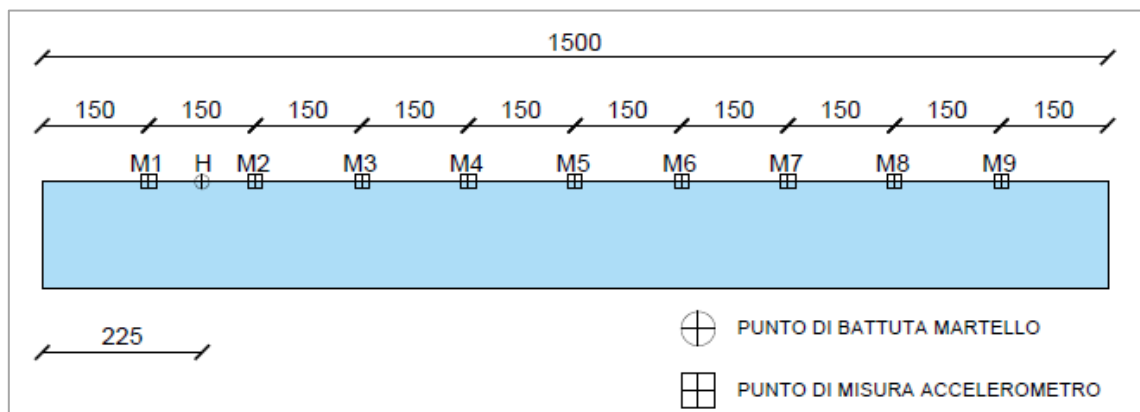 1500
150 150 150 150 150 150 150 150 150 150
M1 H M2 M3 M4 M5 M6 M7 M8 M9
225
PUNTO DI BATTUTA MARTELLO
PUNTO DI MISURA ACCELEROMETRO